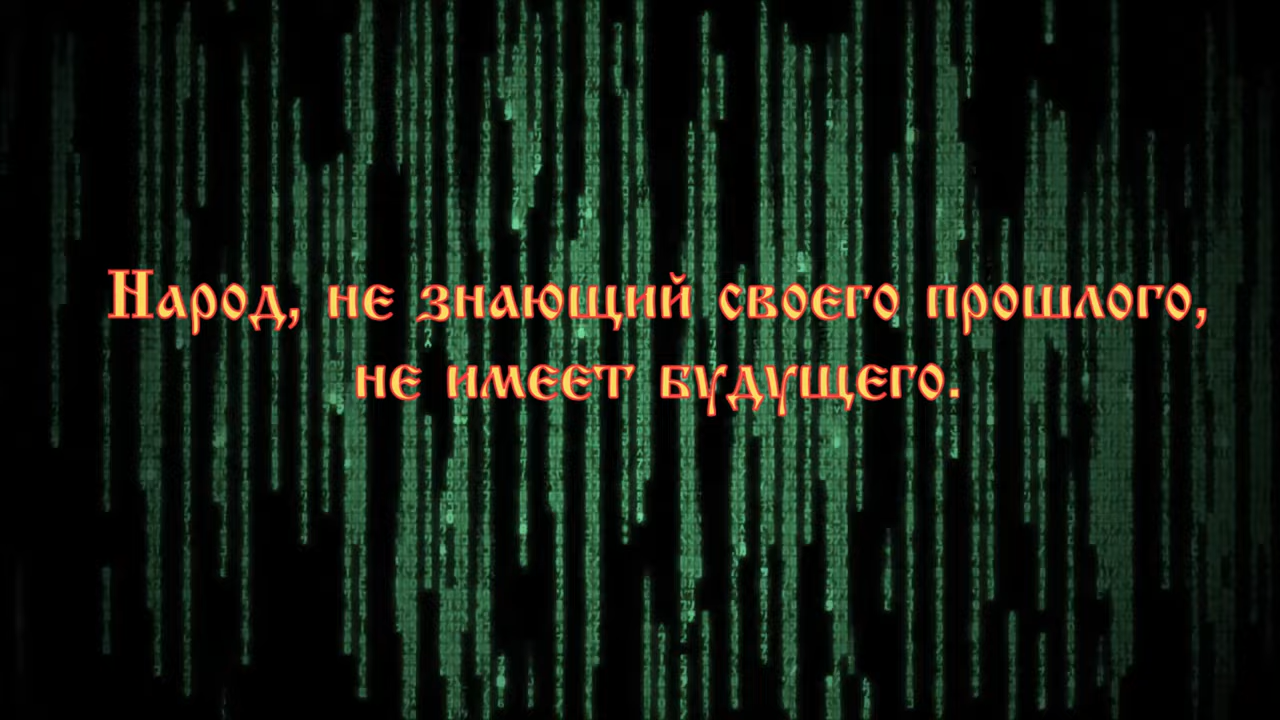 Народ, не знающий своего прошлого,
не имеет будущего.